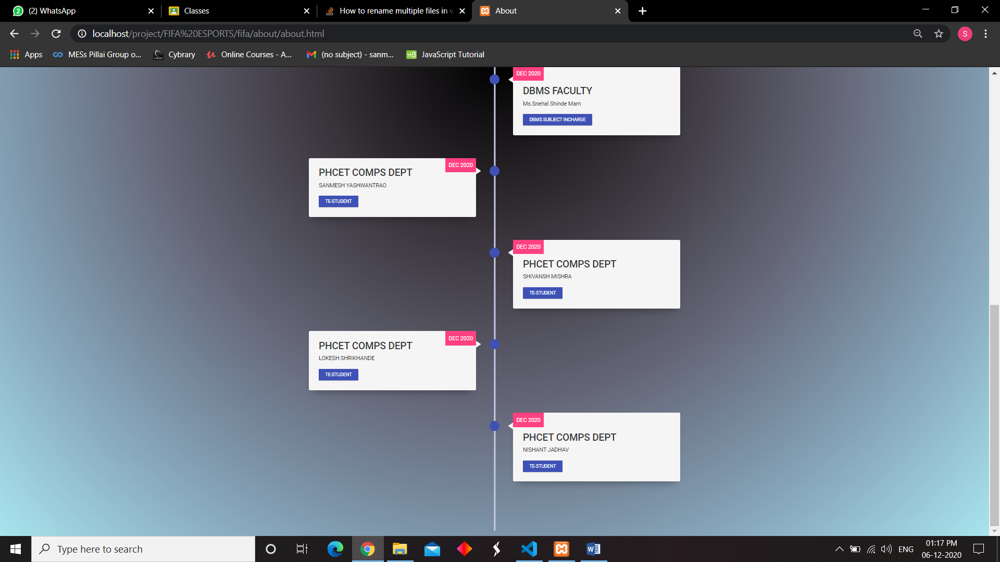 (2) WhatsApp
Classes
How to rename multiple files in v
About
localhost/project/FIFA%20ESPORTS/fifa/about/about.html
S
Apps
MESs Pillai Group o...
Cybrary
Online Courses - A...
(no subject) - sanm...
JavaScript Tutorial
DEC 2020
DBMS FACULTY
Ms.Snehal Shinde Mam
DBMS SUBJECT INCHARGE
DEC 2020
PHCET COMPS DEPT
SANMESH YASHWANTRAO
TE-STUDENT
DEC 2020
PHCET COMPS DEPT
SHIVANSH MISHRA
TE-STUDENT
DEC 2020
PHCET COMPS DEPT
LOKESH SHRIKHANDE
TE-STUDENT
DEC 2020
PHCET COMPS DEPT
NISHANT JADHAV
TE-STUDENT
Type here to search
ENG
01:17 PM
06-12-2020